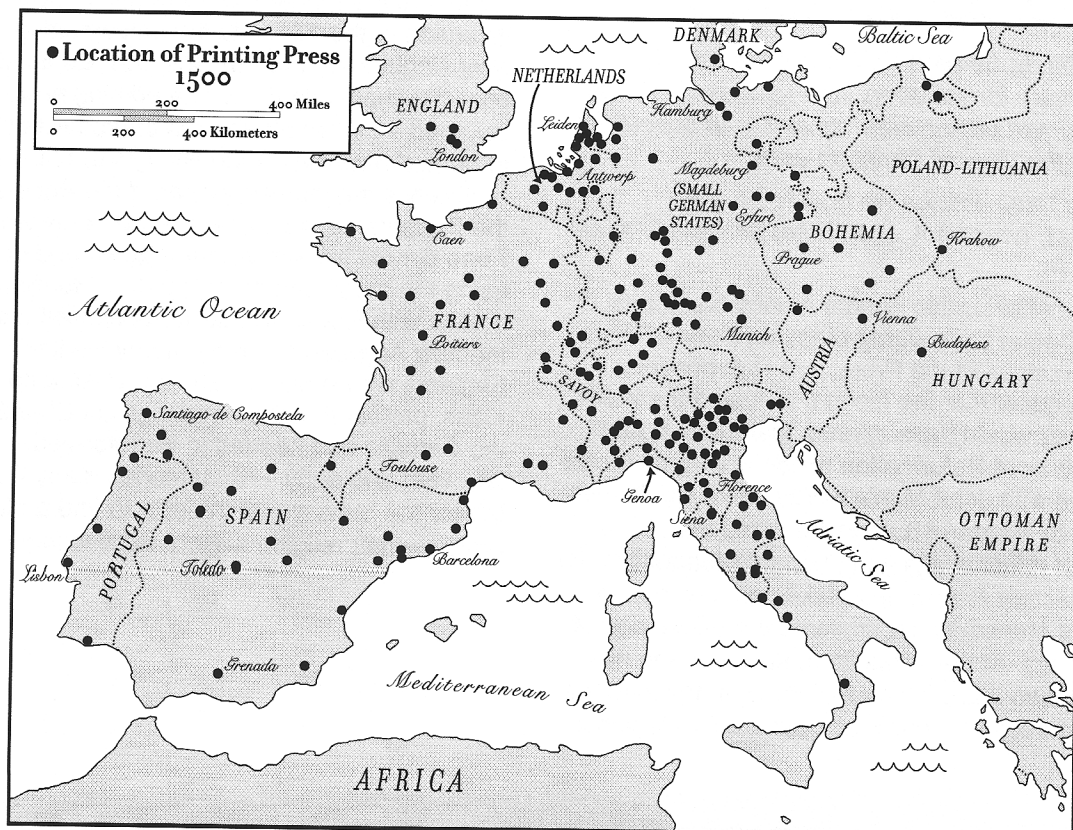 ● Location of Printing Press
1500
0 200 400 Miles
0 200 400 Kilometers
DENMARK
Baltic Sea
NETHERLANDS
ENGLAND
London
Leiden
Hamburg
Antwerp
Magdeburg
(SMALL
GERMAN
STATES)
Erfurt
POLAND-LITHUANIA
BOHEMIA
Prague
Krakow
Caen
Atlantic Ocean
FRANCE
Poitiers
Munich
Vienna
Budapest
AUSTRIA
HUNGARY
SAVOY
Santiago de Compostela
Toulouse
Genoa
Florence
Siena
Adriatic Sea
OTTOMAN
EMPIRE
PORTUGAL
SPAIN
Lisbon
Toledo
Barcelona
Grenada
Mediterranean Sea
AFRICA